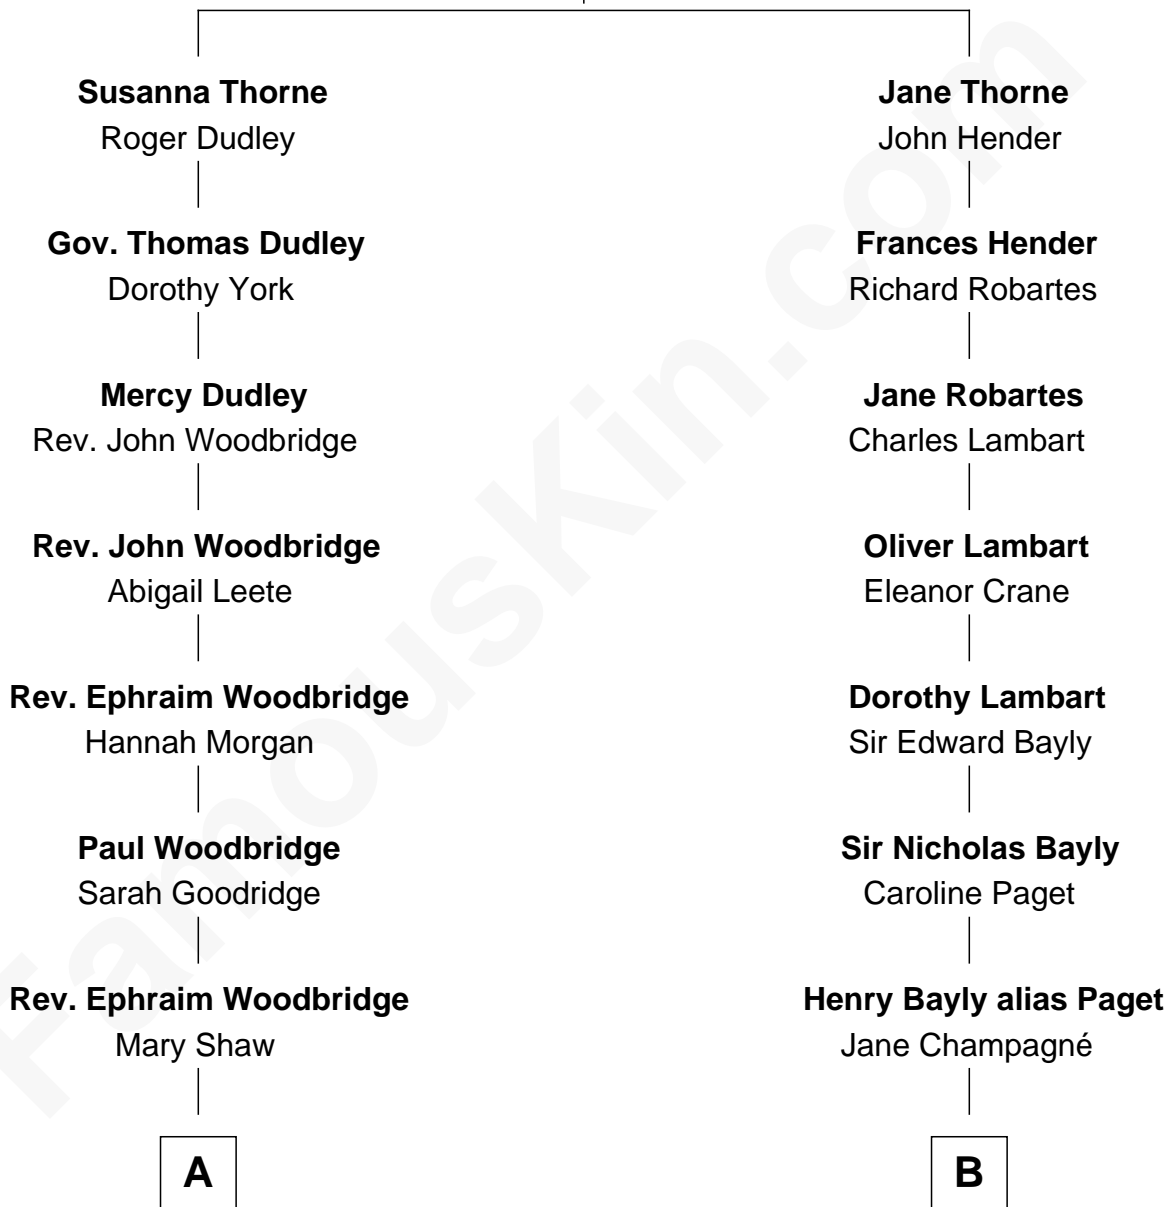 Susanna Thorne
Roger Dudley
Gov. Thomas Dudley
Dorothy York
Mercy Dudley
Rev. John Woodbridge
Rev. John Woodbridge
Abigail Leete
Rev. Ephraim Woodbridge
Hannah Morgan
Paul Woodbridge
Sarah Goodridge
Rev. Ephraim Woodbridge
Mary Shaw
A
Jane Thorne
John Hender
Frances Hender
Richard Robartes
Jane Robartes
Charles Lambart
Oliver Lambart
Eleanor Crane
Dorothy Lambart
Sir Edward Bayly
Sir Nicholas Bayly
Caroline Paget
Henry Bayly alias Paget
Jane Champagné
B
FamousKin.com